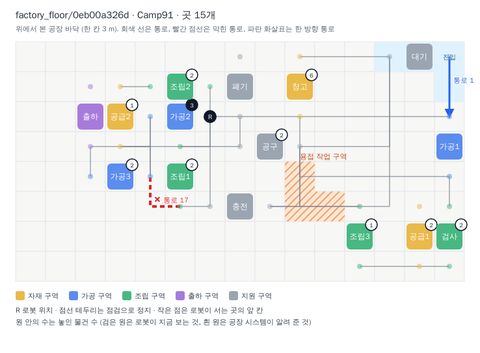 factory_floor/0eb00a326d · Camp91 · 곳 15개
위에서 본 공장 바닥 (한 칸 3 m). 회색 선은 통로, 빨간 점선은 막힌 통로, 파란 화살표는 한 방향 통로
대기
진입
통로 1
조립2
2
폐기
창고
6
출하
공급2
1
가공2
3
R
공구
2
가공1
용접 작업 구역
가공3
2
조립1
2
✕ 통로 17
충전
조립3
1
공급1
2
검사
2
자재 구역
가공 구역
조립 구역
출하 구역
지원 구역
R 로봇 위치 · 점선 테두리는 점검으로 정지 · 작은 점은 로봇이 서는 곳의 앞 칸
원 안의 수는 놓인 물건 수 (검은 원은 로봇이 지금 보는 것, 흰 원은 공장 시스템이 알려 준 것)